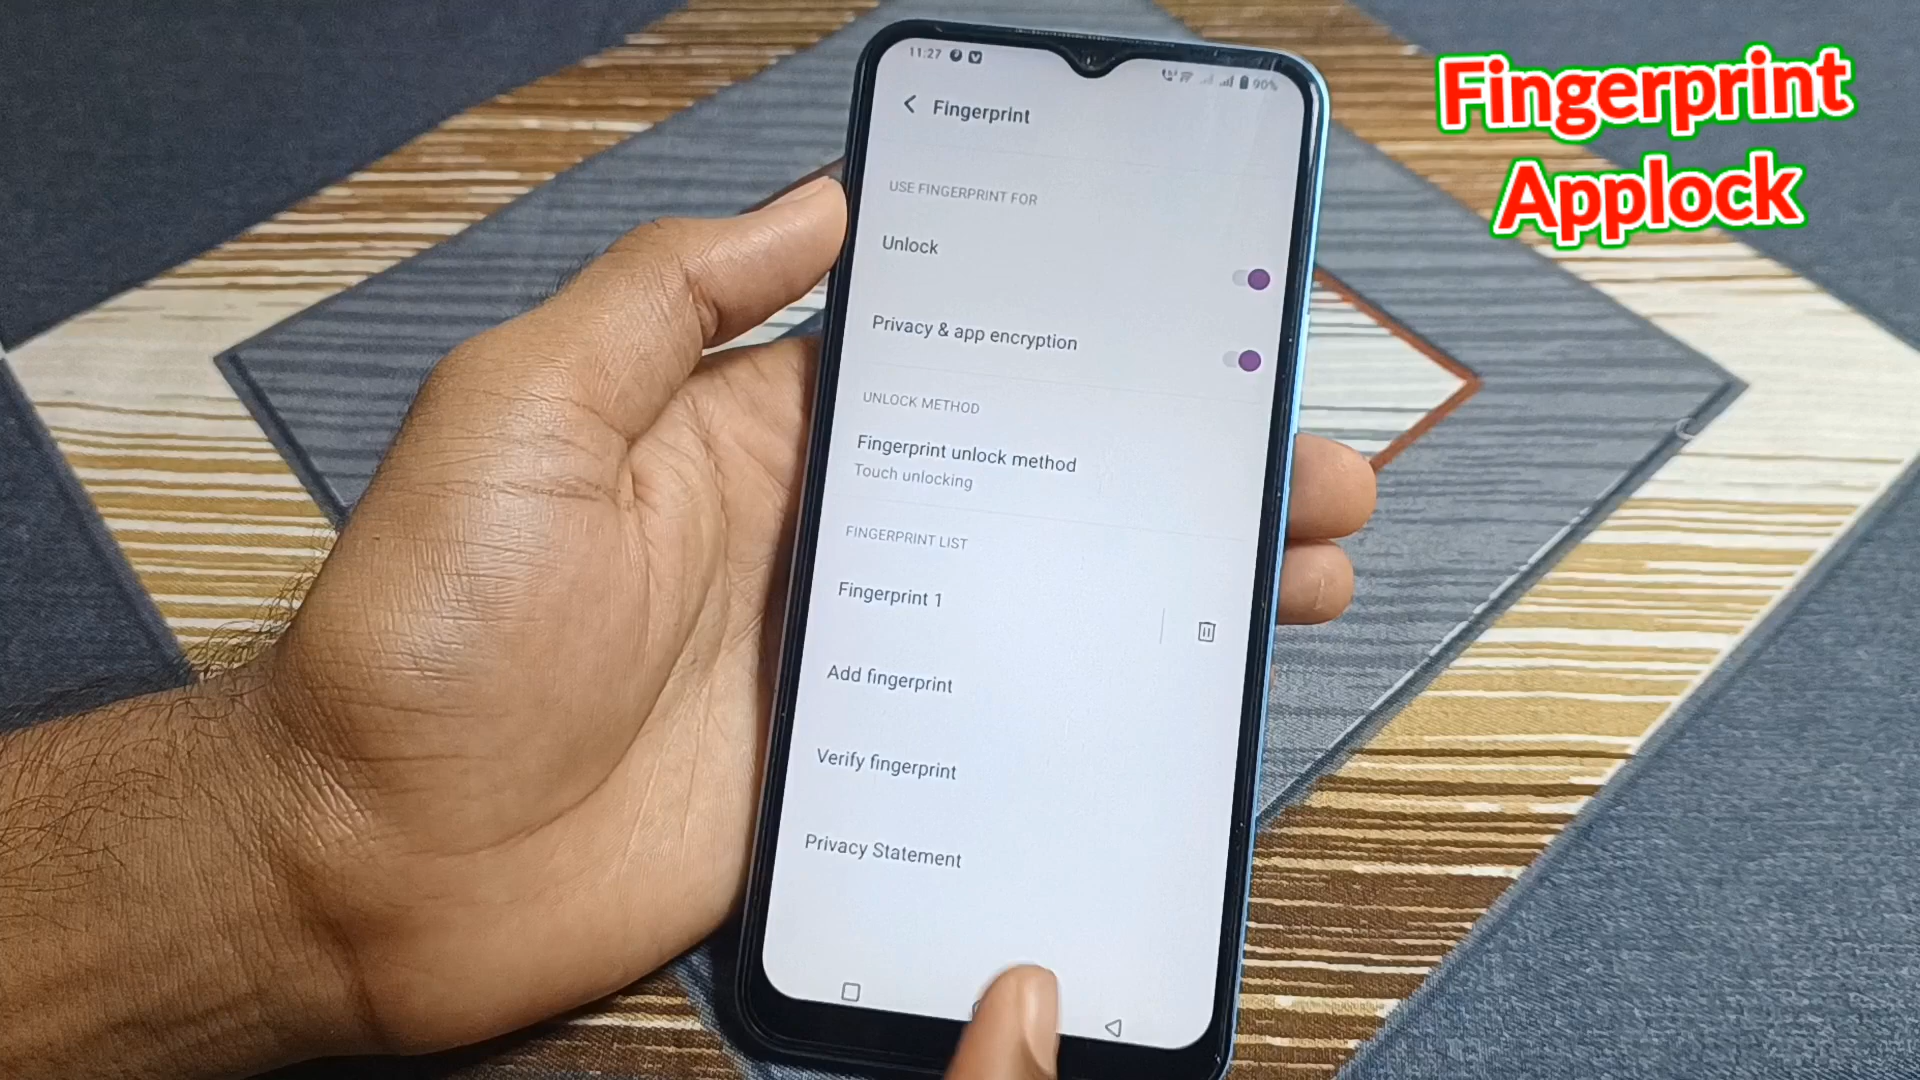 11:27
90%
Fingerprint
USE FINGERPRINT FOR
Unlock
Privacy & app encryption
UNLOCK METHOD
Fingerprint unlock method
Touch unlocking
FINGERPRINT LIST
Fingerprint 1
Add fingerprint
Verify fingerprint
Privacy Statement
Fingerprint
Applock